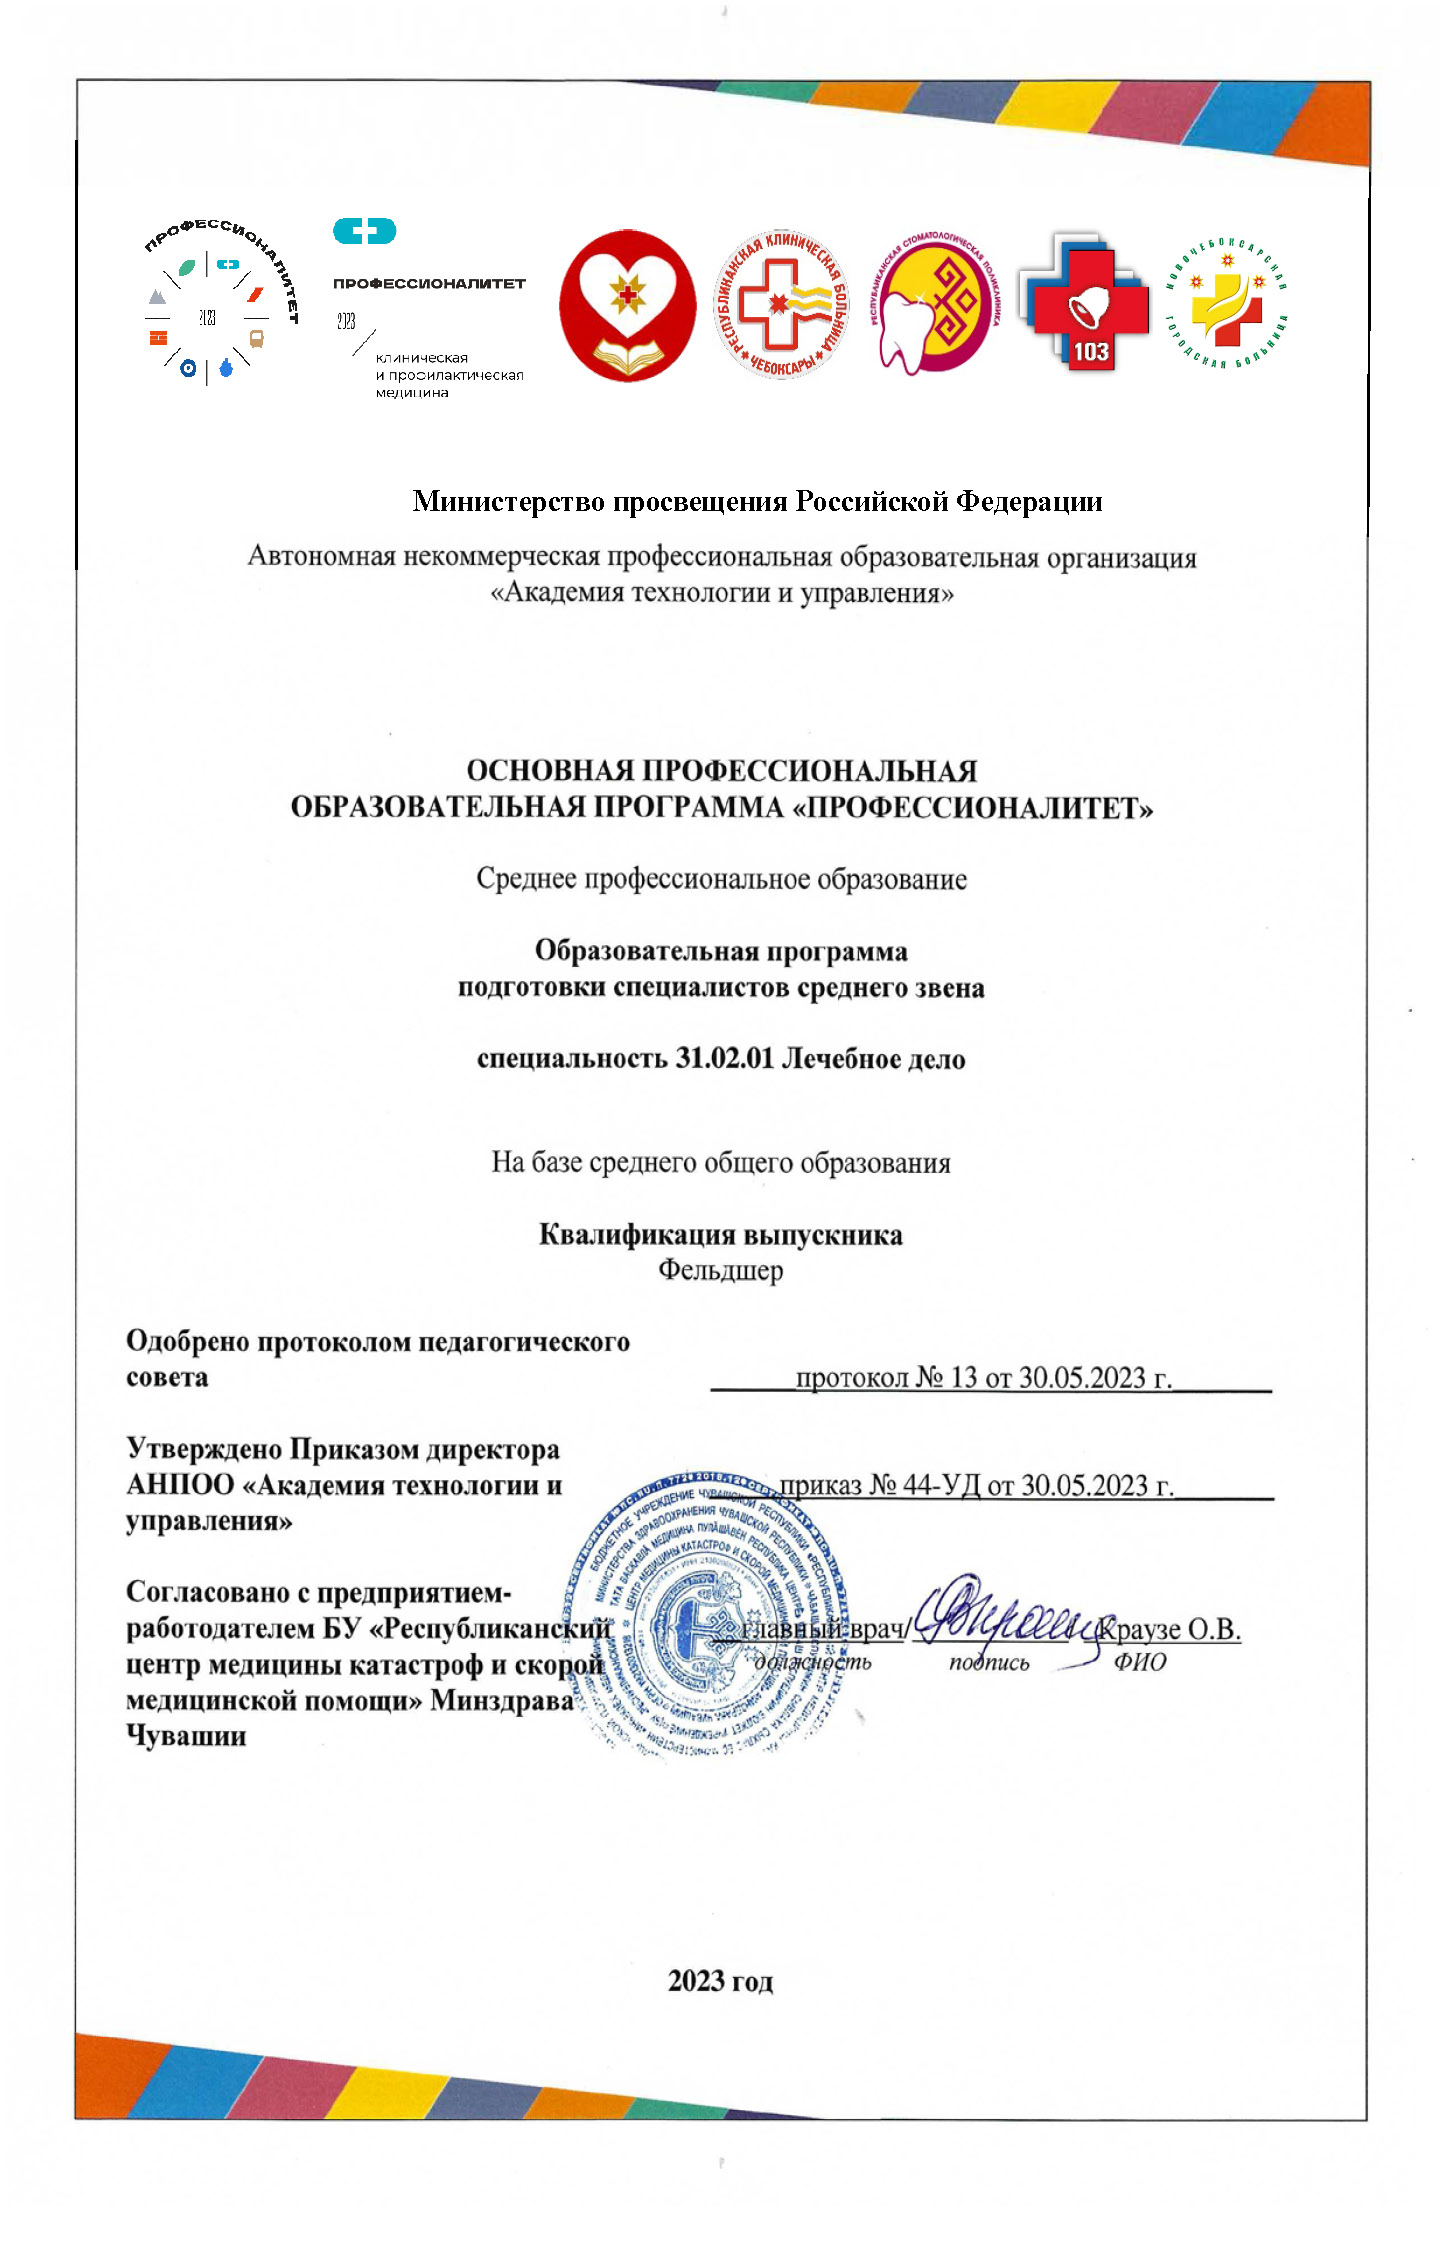 ПРОФЕССИОНАЛИТЕТ
2023
ПРОФЕССИОНАЛИТЕТ
2023
клиническая
и профилактическая
медицина
РЕСПУБЛИКАНСКАЯ КЛИНИЧЕСКАЯ БОЛЬНИЦА
ЧЕБОКСАРЫ
РЕСПУБЛИКАНСКАЯ СТОМАТОЛОГИЧЕСКАЯ ПОЛИКЛИНИКА
103
НОВОЧЕБОКСАРСКАЯ
ГОРОДСКАЯ БОЛЬНИЦА
Министерство просвещения Российской Федерации
Автономная некоммерческая профессиональная образовательная организация
«Академия технологии и управления»
ОСНОВНАЯ ПРОФЕССИОНАЛЬНАЯ
ОБРАЗОВАТЕЛЬНАЯ ПРОГРАММА «ПРОФЕССИОНАЛИТЕТ»
Среднее профессиональное образование
Образовательная программа
подготовки специалистов среднего звена
специальность 31.02.01 Лечебное дело
На базе среднего общего образования
Квалификация выпускника
Фельдшер
Одобрено протоколом педагогического
совета протокол № 13 от 30.05.2023 г.
Утверждено Приказом директора
АНПОО «Академия технологии и приказ № 44-УД от 30.05.2023 г.
управления»
Согласовано с предприятием-
работодателем БУ «Республиканский главный врач/ Краузе О.В.
центр медицины катастроф и скорой должность подпись ФИО
медицинской помощи» Минздрава
Чувашии
2023 год